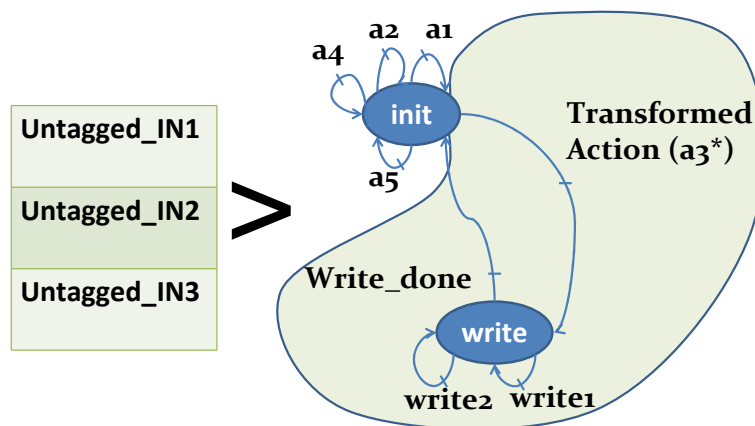 Untagged_IN1
Untagged_IN2
Untagged_IN3
>
a4
a2
a1
init
a5
Transformed
Action (a3*)
Write_done
write
write2
write1